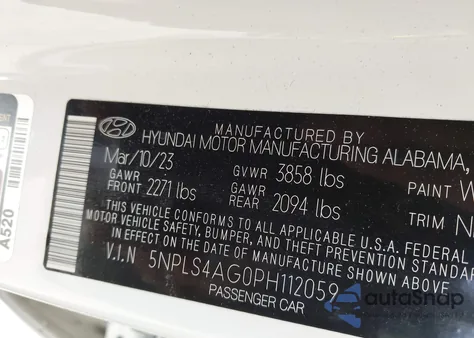 MANUFACTURED BY
HYUNDAI MOTOR MANUFACTURING ALABAMA,
Mar/10/23 GVWR 3858 lbs PAINT W
GAWR FRONT 2271 lbs GAWR REAR 2094 lbs TRIM N
THIS VEHICLE CONFORMS TO ALL APPLICABLE U.S.A. FEDERAL
MOTOR VEHICLE SAFETY, BUMPER, AND THEFT PREVENTION STANDARDS
IN EFFECT ON THE DATE OF MANUFACTURE SHOWN ABOVE.
V.I.N 5NPLS4AG0PH112059
PASSENGER CAR
A520
autoSnap